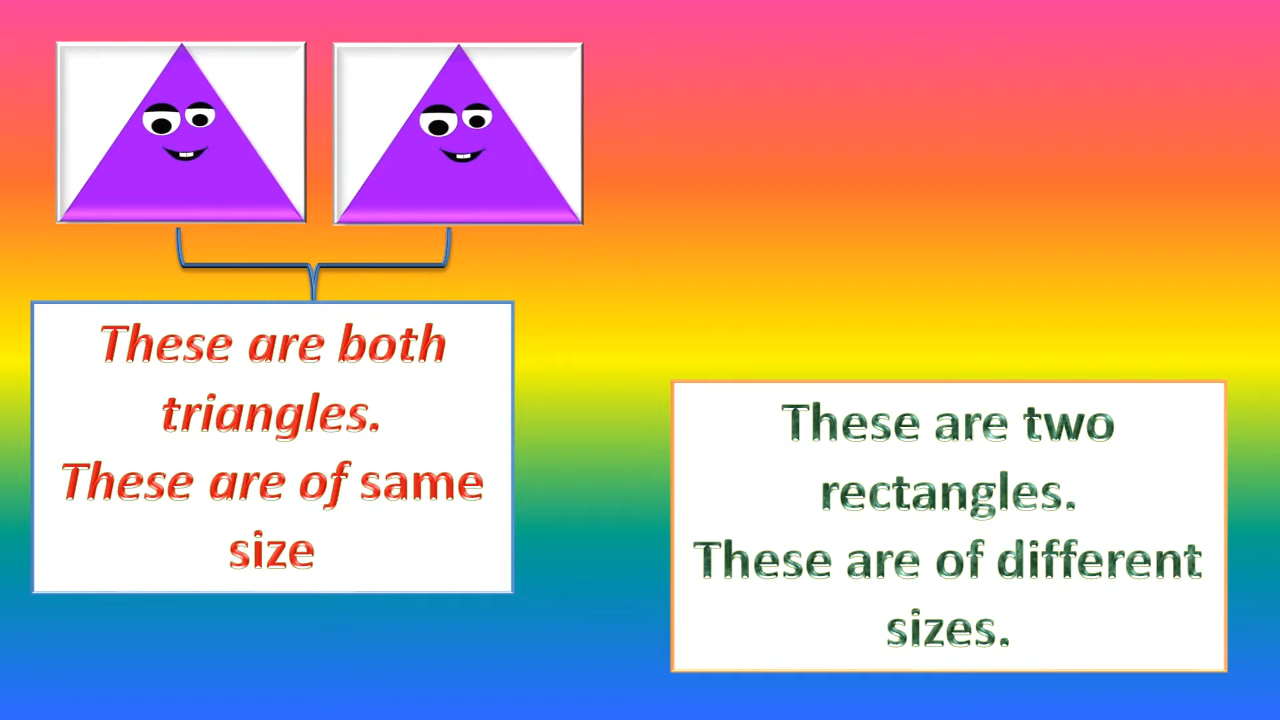 These are both
triangles.
These are of same
size
These are two
rectangles.
These are of different
sizes.